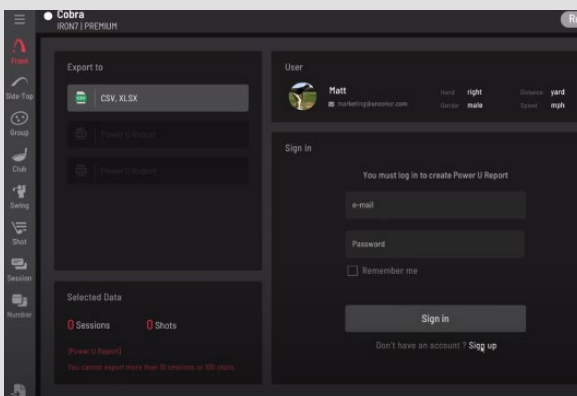 Cobra
IRON7 | PREMIUM
Front
Side Top
Group
Club
Swing
Shot
Session
Number
Export to
CSV, XLSX
Power U Report
Power U Report
Selected Data
0 Sessions 0 Shots
[Power U Report]
You cannot export more than 10 sessions or 100 shots.
User
Matt
Hand right Distance yard
Gender male Speed mph
Sign in
You must log in to create Power U Report
e-mail
Password
Remember me
Sign in
Don't have an account ? Sign up